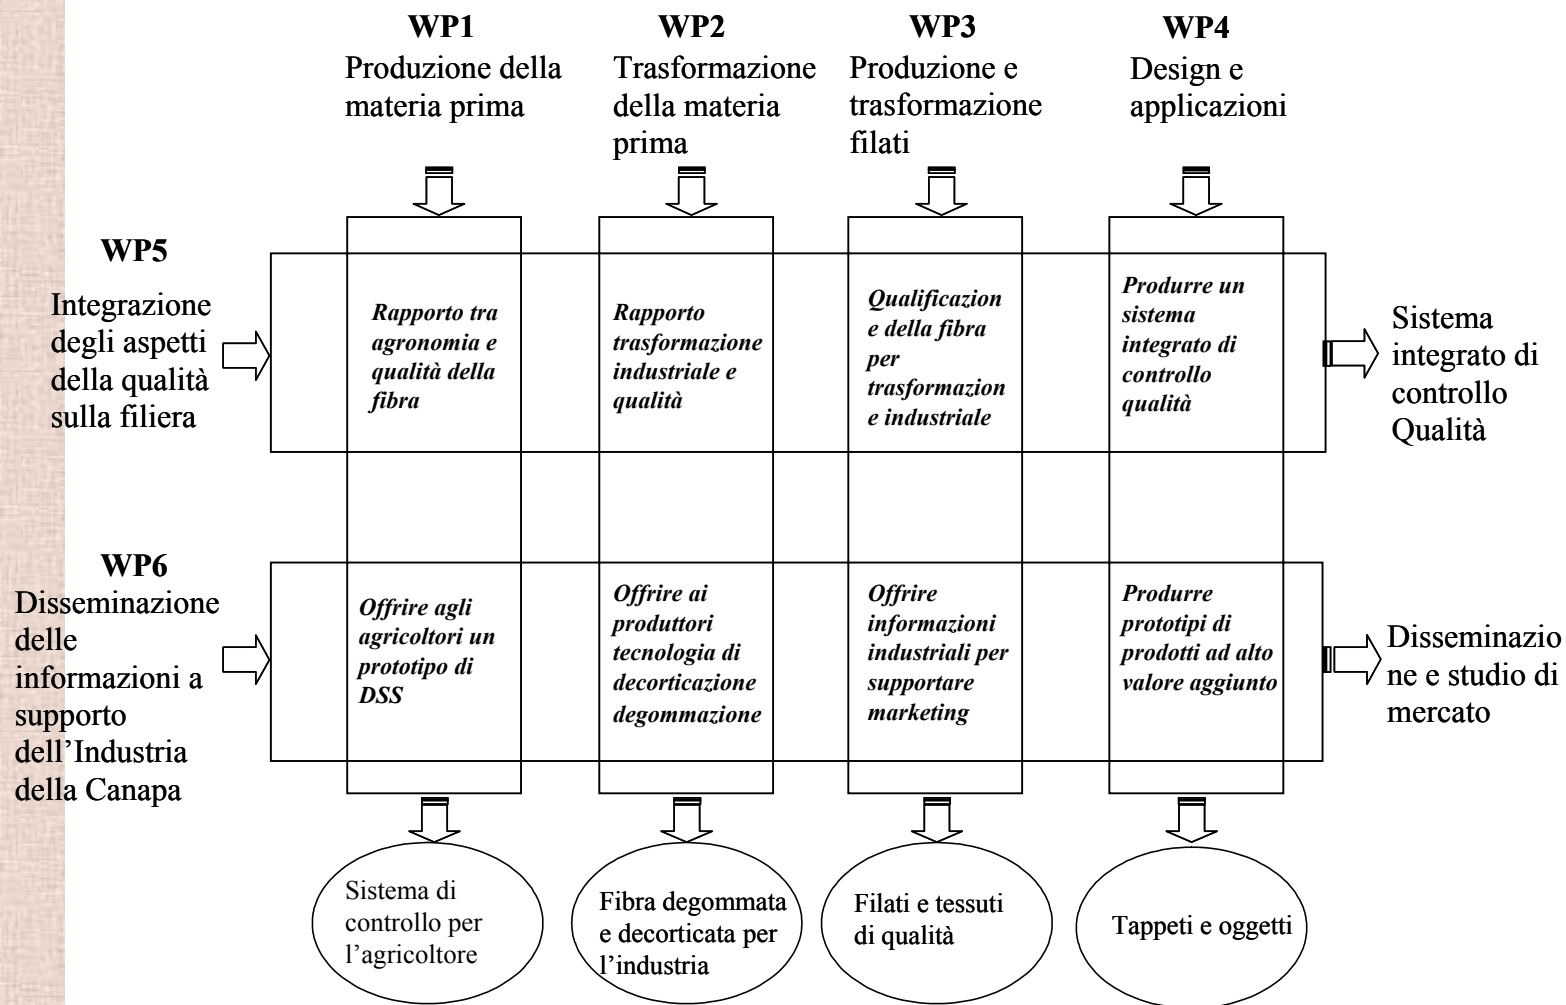 WP1
Produzione della
materia prima
WP2
Trasformazione
della materia
prima
WP3
Produzione e
trasformazione
filati
WP4
Design e
applicazioni
WP5
Integrazione
degli aspetti
della qualità
sulla filiera
Rapporto tra
agronomia e
qualità della
fibra
Rapporto
trasformazione
industriale e
qualità
Qualificazion
e della fibra
per
trasformazion
e industriale
Produrre un
sistema
integrato di
controllo
qualità
Sistema
integrato di
controllo
Qualità
WP6
Disseminazione
delle
informazioni a
supporto
dell’Industria
della Canapa
Offrire agli
agricoltori un
prototipo di
DSS
Offrire ai
produttori
tecnologia di
decorticazione
degommazione
Offrire
informazioni
industriali per
supportare
marketing
Produrre
prototipi di
prodotti ad alto
valore aggiunto
Disseminazio
ne e studio di
mercato
Sistema di
controllo per
l’agricoltore
Fibra degommata
e decorticata per
l’industria
Filati e tessuti
di qualità
Tappeti e oggetti